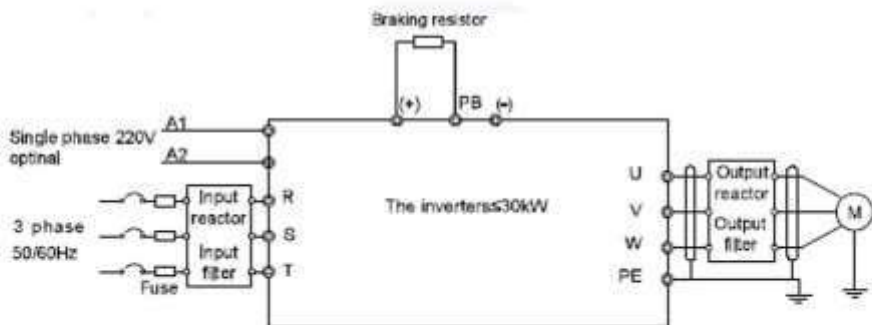 Braking resistor
(+)
PB
(-)
A1
Single phase 220V
optinal
A2
Input
reactor
Input
filter
R
S
T
3 phase
50/60Hz
Fuse
The inverters≤30kW
U
V
W
PE
Output
reactor
Output
filter
M